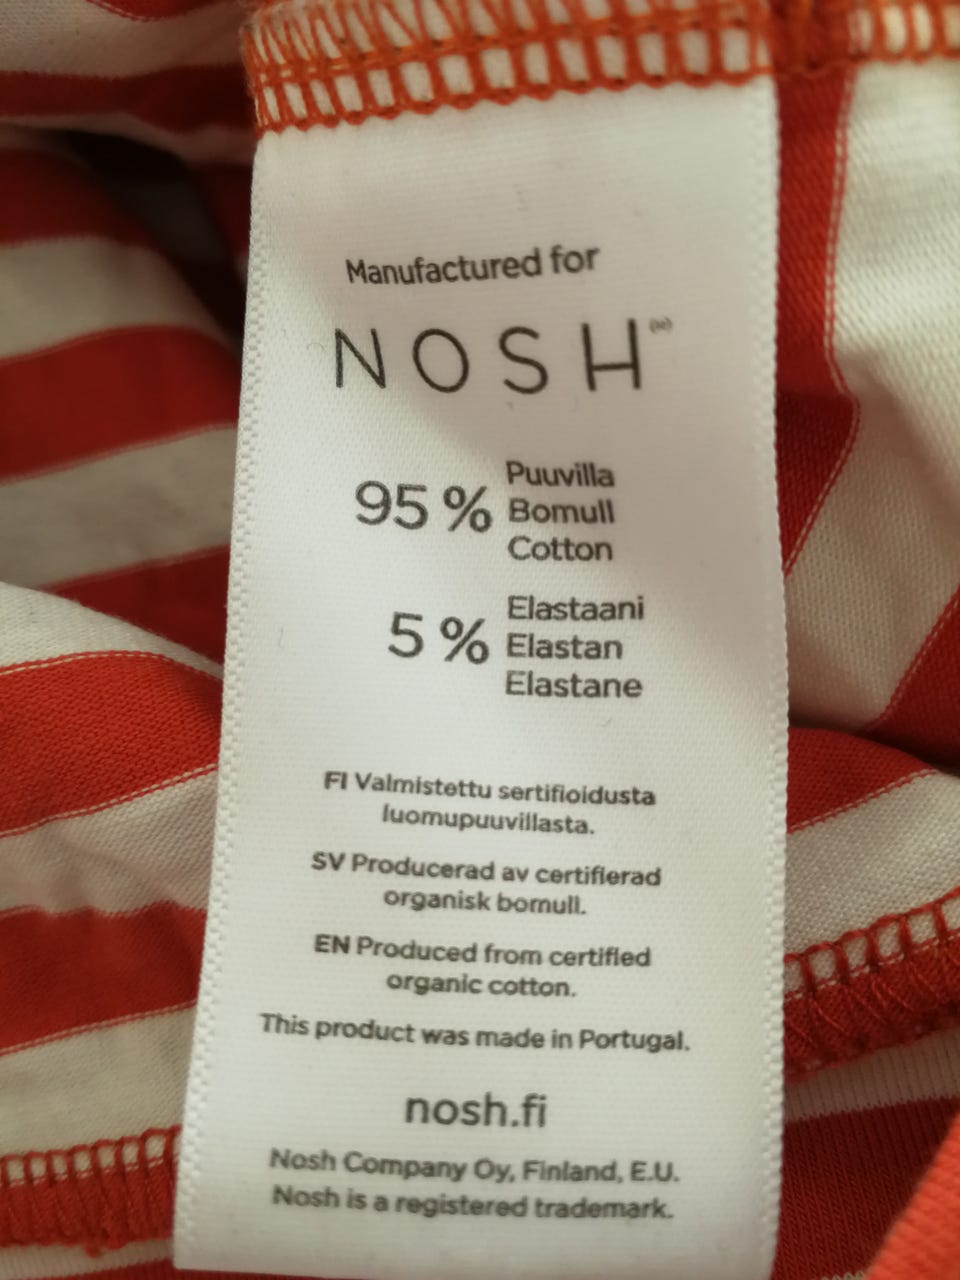 Manufactured for
NOSH
95 % Puuvilla
Bomull
Cotton
5 % Elastaani
Elastan
Elastane
FI Valmistettu sertifioidusta
luomupuuvillasta.
SV Producerad av certifierad
organisk bomull.
EN Produced from certified
organic cotton.
This product was made in Portugal.
nosh.fi
Nosh Company Oy, Finland, E.U.
Nosh is a registered trademark.